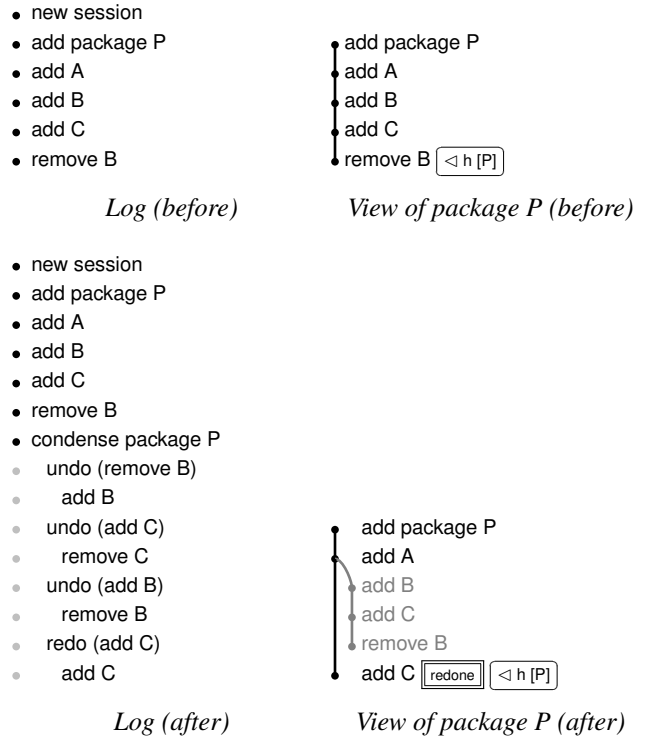 new session
add package P add package P
add A add A
add B add B
add C add C
remove B remove B ◁ h [P]
Log (before) View of package P (before)
new session
add package P
add A
add B
add C
remove B
condense package P
undo (remove B)
add B
undo (add C) add package P
remove C add A
undo (add B) add B
remove B add C
redo (add C) remove B
add C add C redone ◁ h [P]
Log (after) View of package P (after)